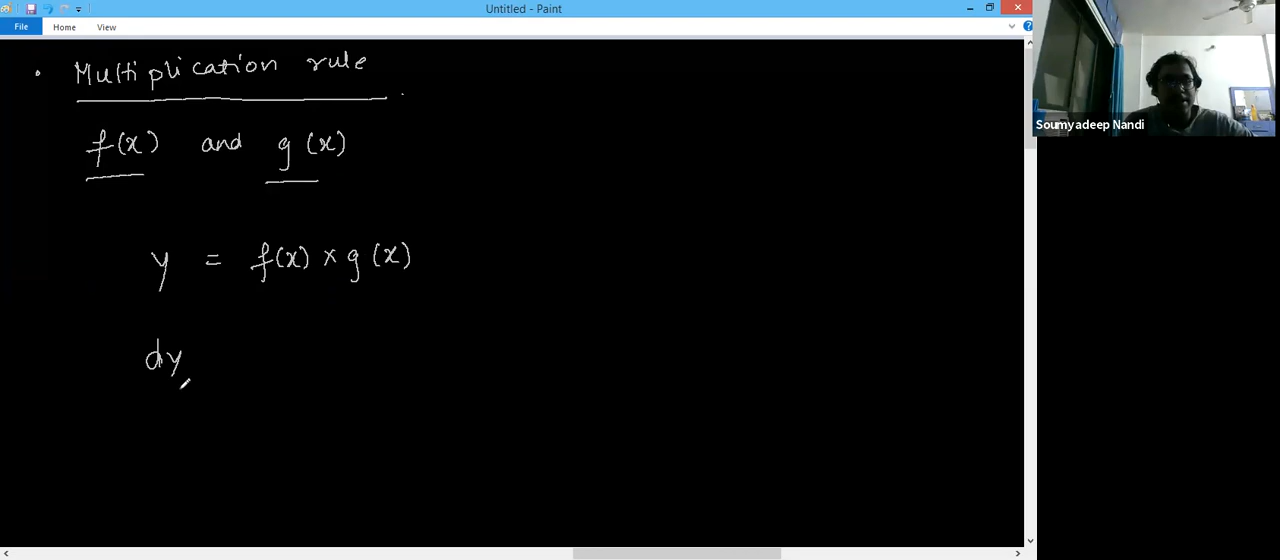 Untitled - Paint
File Home View
Soumyadeep Nandi
• Multiplication rule
f(x) and g(x)
y = f(x) × g(x)
dy